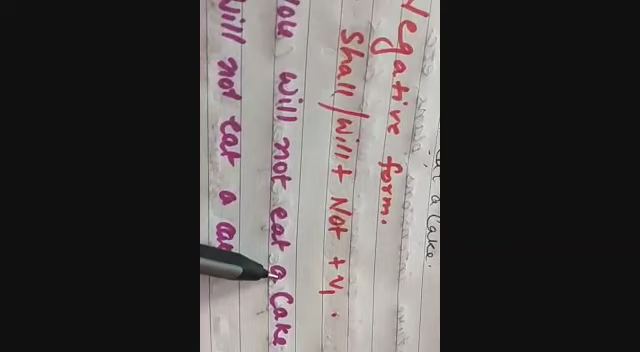 a Cake.
Negative form.
Shall/Will + Not + V1.
You will not eat a Cake
Will not eat a